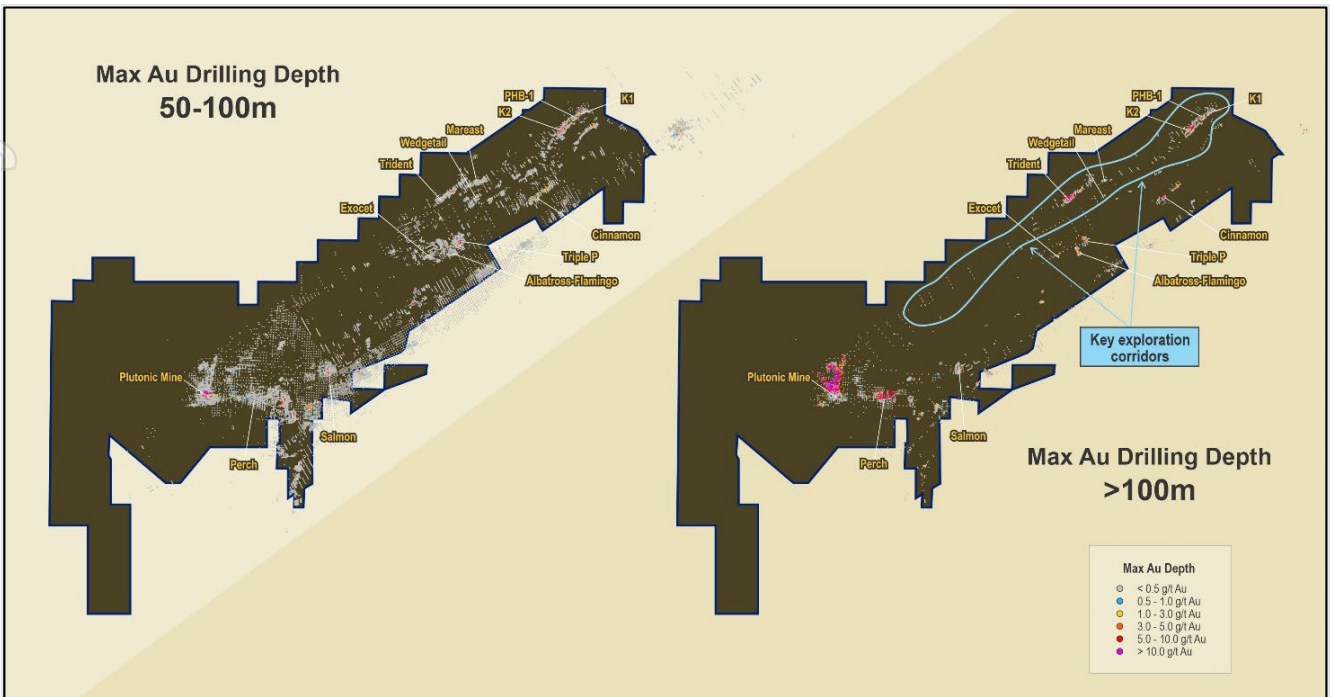 Max Au Drilling Depth
50-100m
PHB-1
K2
K1
Mareast
Wedgetail
Trident
Exocet
Cinnamon
Triple P
Albatross-Flamingo
Plutonic Mine
Salmon
Perch
PHB-1
K2
K1
Mareast
Wedgetail
Trident
Exocet
Cinnamon
Triple P
Albatross-Flamingo
Key exploration
corridors
Plutonic Mine
Salmon
Perch
Max Au Drilling Depth
>100m
Max Au Depth
< 0.5 g/t Au
0.5 - 1.0 g/t Au
1.0 - 3.0 g/t Au
3.0 - 5.0 g/t Au
5.0 - 10.0 g/t Au
> 10.0 g/t Au